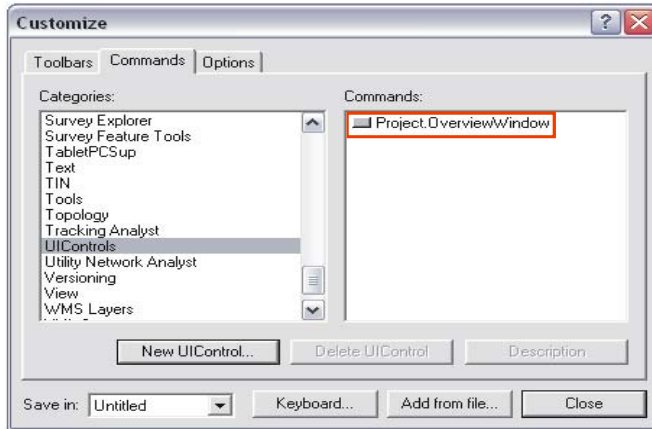 Customize
Toolbars
Commands
Options
Categories:
Survey Explorer
Survey Feature Tools
TabletPCSup
Text
TIN
Tools
Topology
Tracking Analyst
UIControls
Utility Network Analyst
Versioning
View
WMS Layers
Commands:
Project.OverviewWindow
New UIControl...
Delete UIControl
Description
Save in:
Untitled
Keyboard...
Add from file...
Close